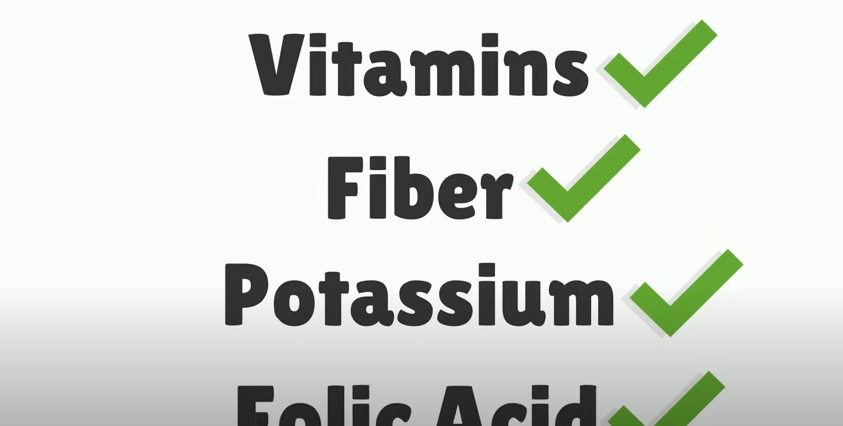 Vitamins
Fiber
Potassium
Folic Acid